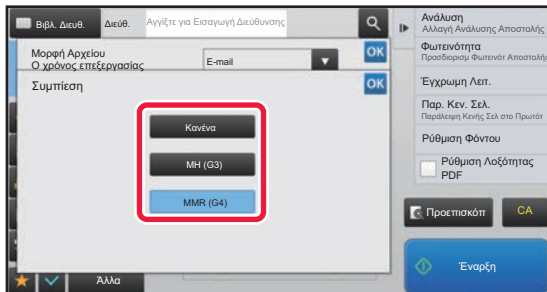 Βιβλ. Διευθ.
Διεύθ.
Αγγίξτε για Εισαγωγή Διεύθυνσης
Μορφή Αρχείου
Ο χρόνος επεξεργασίας
E-mail
OK
Συμπίεση
OK
Κανένα
MH (G3)
MMR (G4)
Άλλα
Ανάλυση
Αλλαγή Ανάλυσης Αποστολής
Φωτεινότητα
Προσδιορισμ Φωτεινότ Αποστολής
Έγχρωμη Λειτ.
Παρ. Κεν. Σελ.
Παράλειψη Κενής Σελ στο Πρωτότ
Ρύθμιση Φόντου
Ρύθμιση Λοξότητας
PDF
Προεπισκόπ
CA
Έναρξη